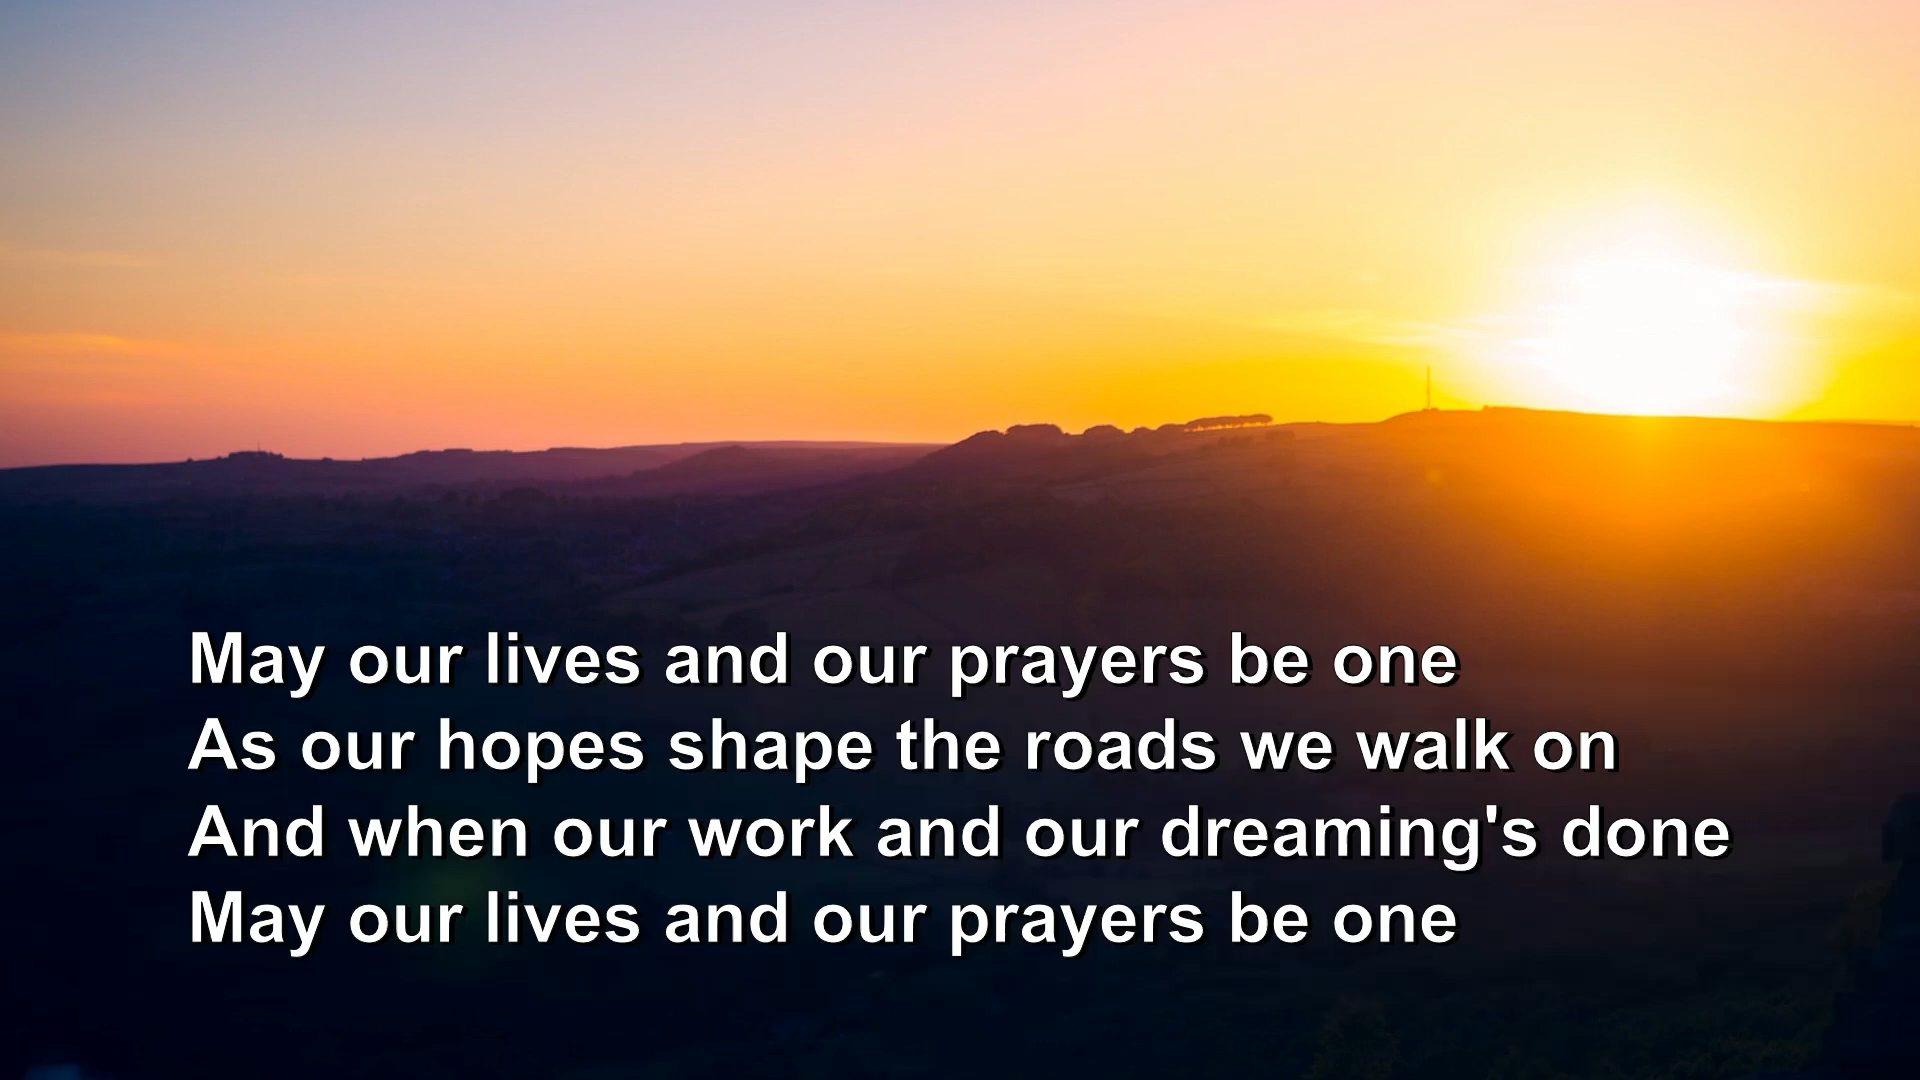 May our lives and our prayers be one
As our hopes shape the roads we walk on
And when our work and our dreaming's done
May our lives and our prayers be one